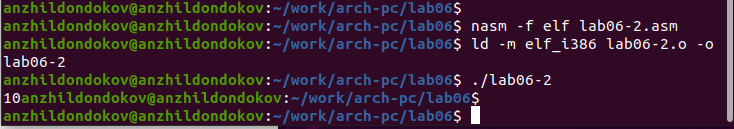 anzhildondokov@anzhildondokov:~/work/arch-pc/lab06$
anzhildondokov@anzhildondokov:~/work/arch-pc/lab06$ nasm -f elf lab06-2.asm
anzhildondokov@anzhildondokov:~/work/arch-pc/lab06$ ld -m elf_i386 lab06-2.o -o
lab06-2
anzhildondokov@anzhildondokov:~/work/arch-pc/lab06$ ./lab06-2
10anzhildondokov@anzhildondokov:~/work/arch-pc/lab06$
anzhildondokov@anzhildondokov:~/work/arch-pc/lab06$